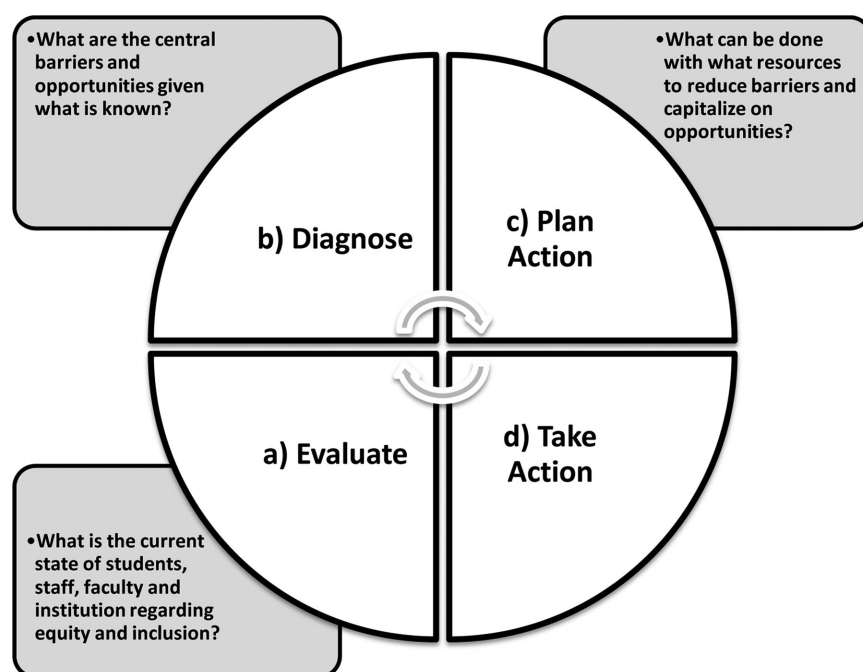 •What are the central
barriers and
opportunities given
what is known?
•What can be done
with what resources
to reduce barriers and
capitalize on
opportunities?
b) Diagnose
c) Plan
Action
a) Evaluate
d) Take
Action
•What is the current
state of students,
staff, faculty and
institution regarding
equity and inclusion?